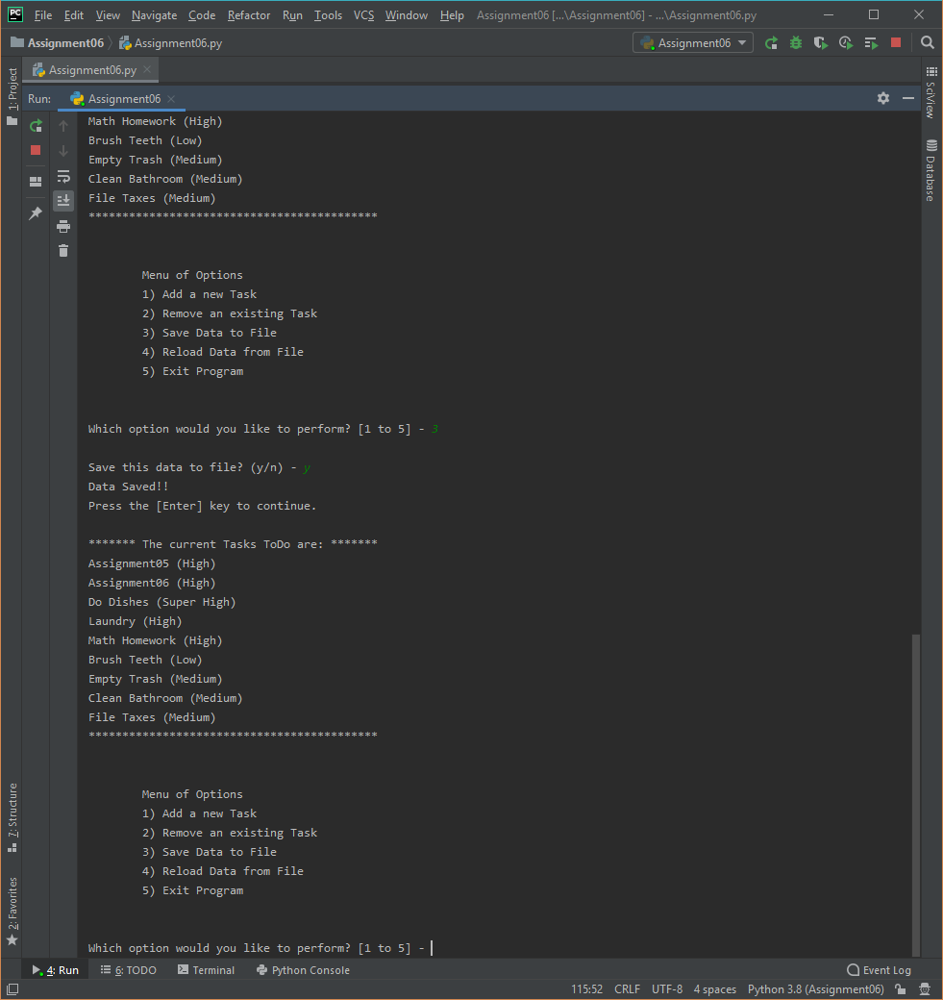 PC File Edit View Navigate Code Refactor Run Tools VCS Window Help Assignment06 [...\Assignment06] - ...\Assignment06.py
Assignment06 Assignment06.py Assignment06
1: Project
Assignment06.py
Run: Assignment06
SciView
Database
Math Homework (High)
Brush Teeth (Low)
Empty Trash (Medium)
Clean Bathroom (Medium)
File Taxes (Medium)
*******************************************
Menu of Options
1) Add a new Task
2) Remove an existing Task
3) Save Data to File
4) Reload Data from File
5) Exit Program
Which option would you like to perform? [1 to 5] - 3
Save this data to file? (y/n) - y
Data Saved!!
Press the [Enter] key to continue.
******* The current Tasks ToDo are: *******
Assignment05 (High)
Assignment06 (High)
Do Dishes (Super High)
Laundry (High)
Math Homework (High)
Brush Teeth (Low)
Empty Trash (Medium)
Clean Bathroom (Medium)
File Taxes (Medium)
*******************************************
Menu of Options
1) Add a new Task
2) Remove an existing Task
3) Save Data to File
4) Reload Data from File
5) Exit Program
Which option would you like to perform? [1 to 5] -
7: Structure
2: Favorites
4: Run 6: TODO Terminal Python Console Event Log
115:52 CRLF UTF-8 4 spaces Python 3.8 (Assignment06)